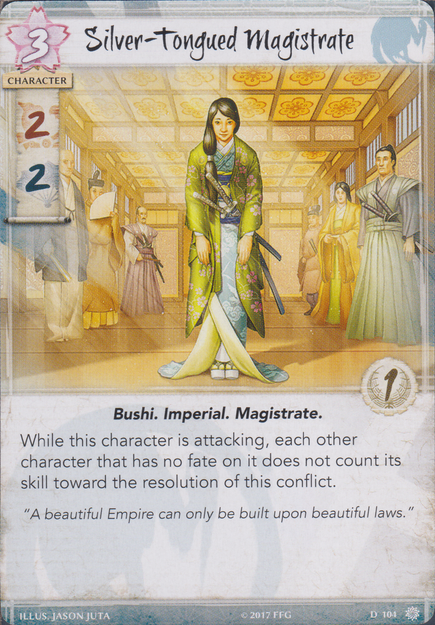 3
Silver-Tongued Magistrate
CHARACTER
2
2
1
Bushi. Imperial. Magistrate.
While this character is attacking, each other
character that has no fate on it does not count its
skill toward the resolution of this conflict.
"A beautiful Empire can only be built upon beautiful laws."
ILLUS. JASON JUTA
© 2017 FFG
D 104